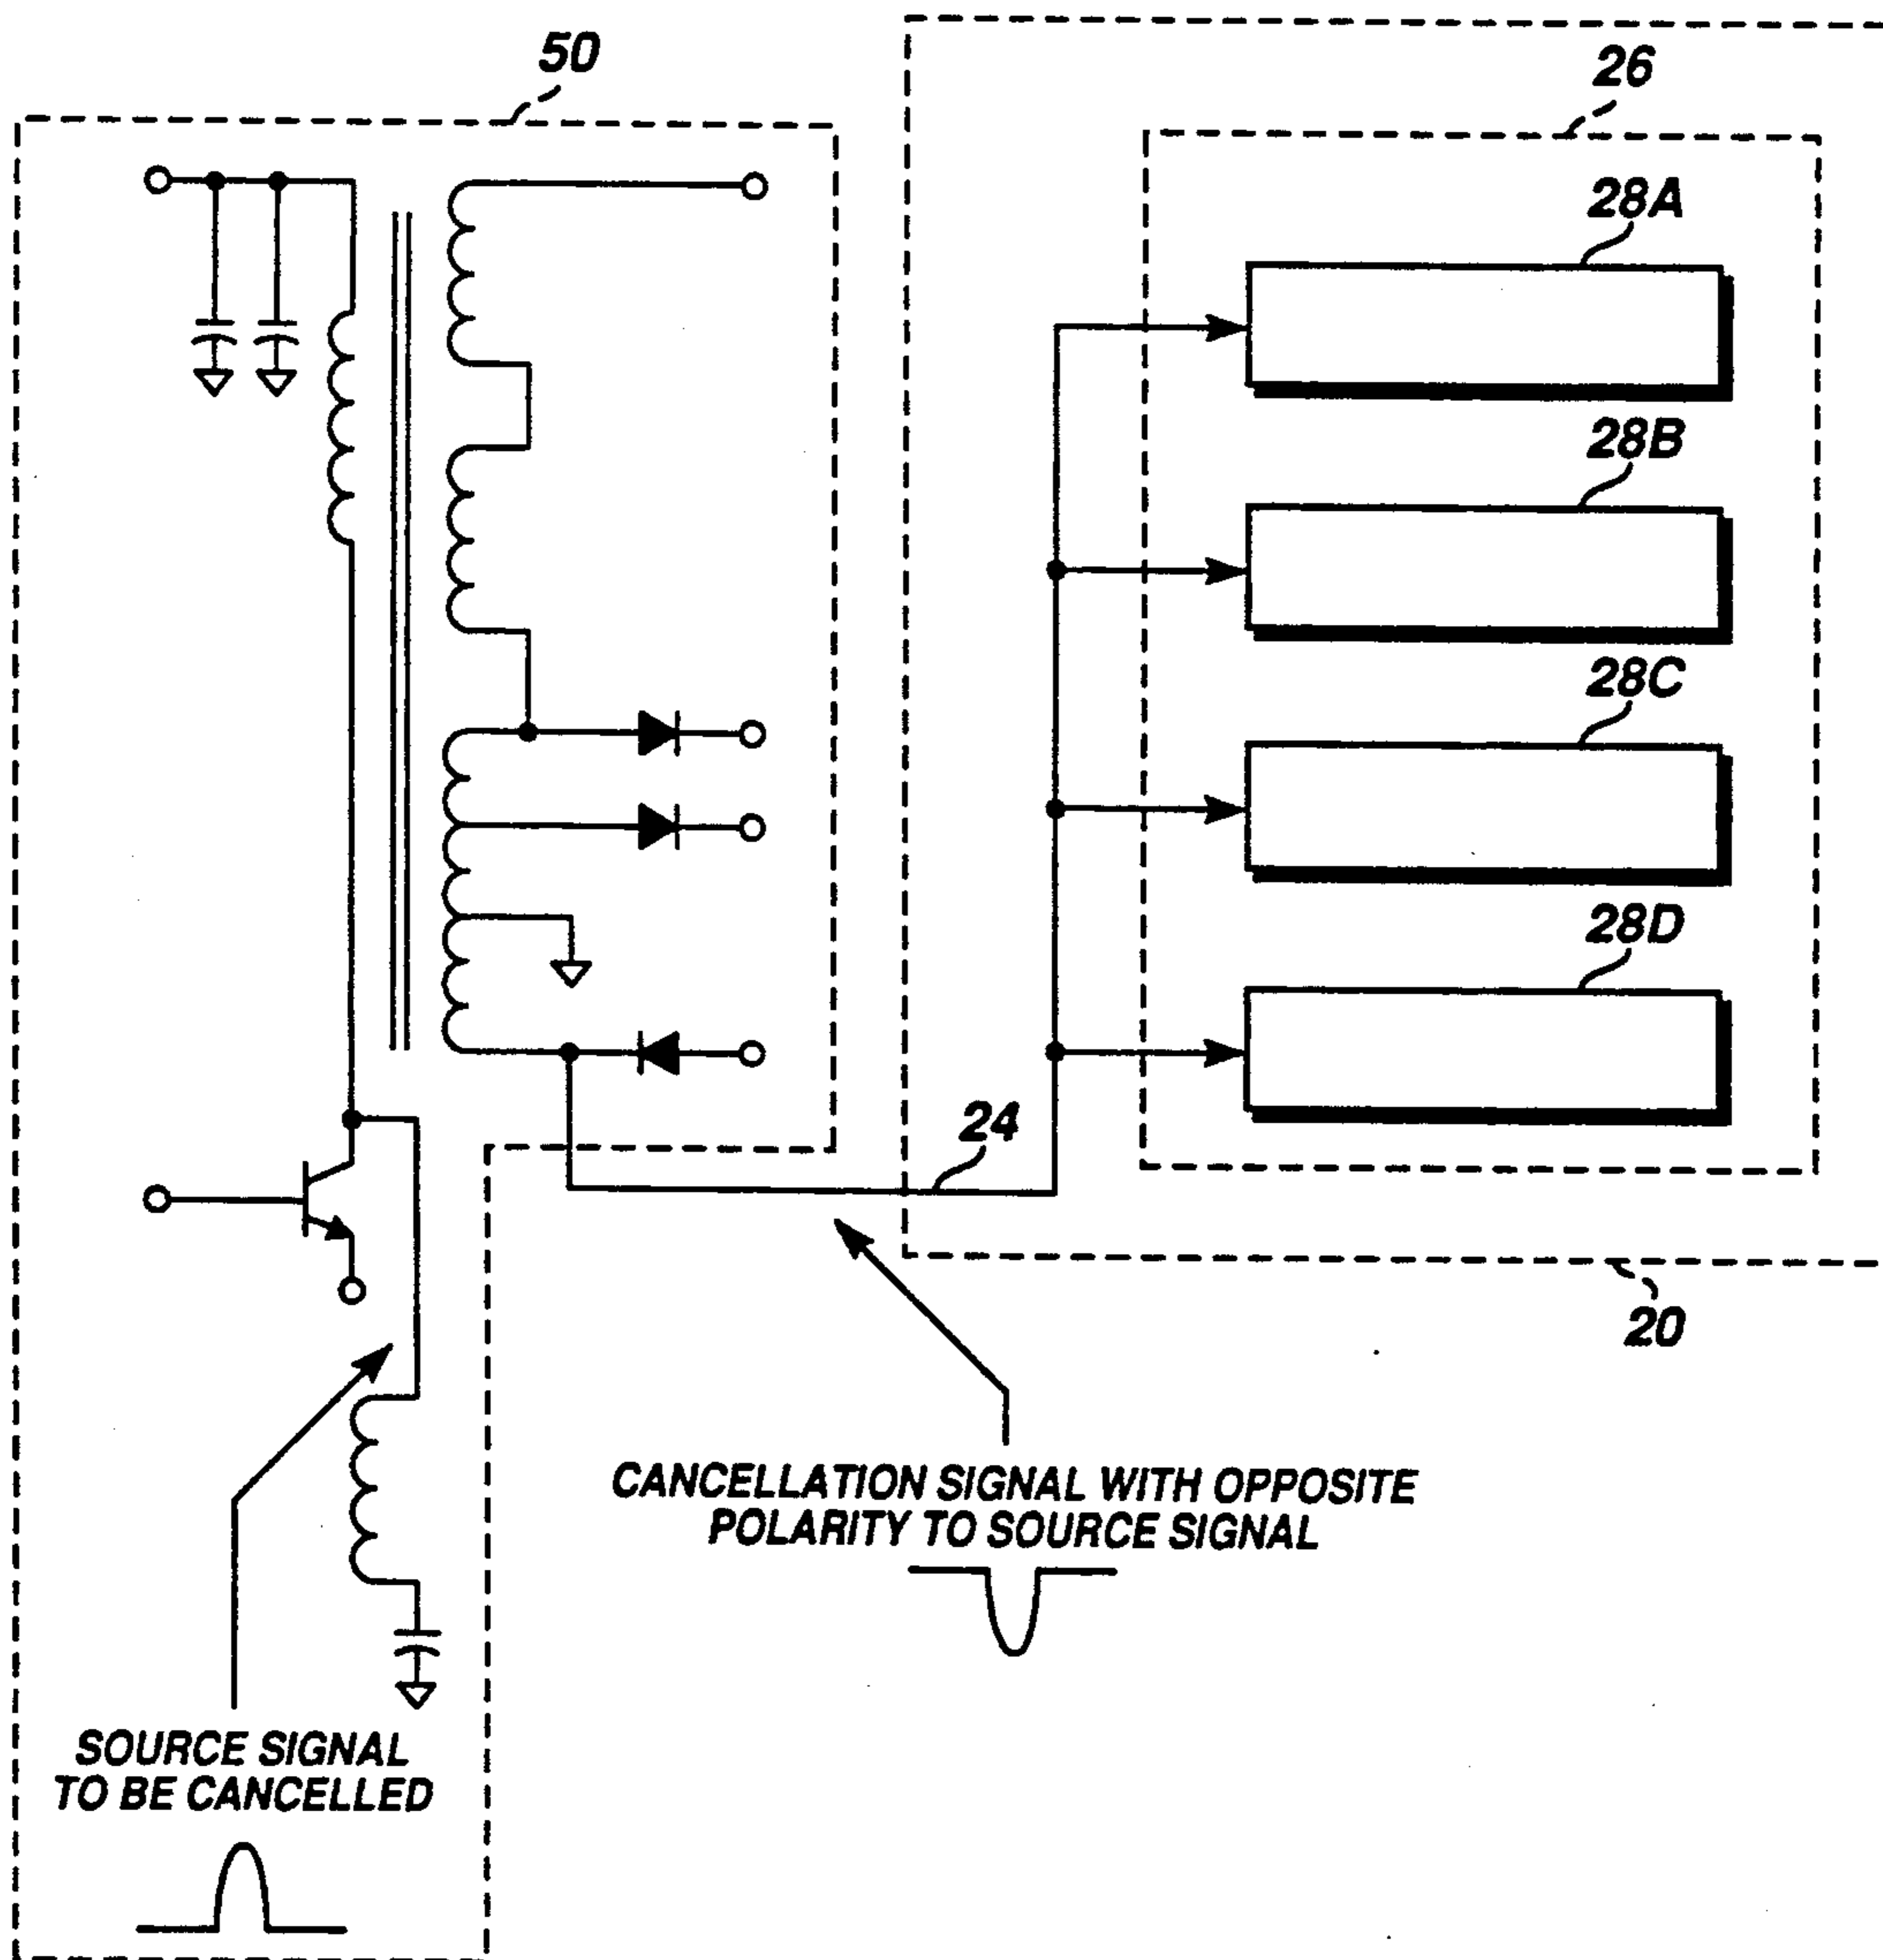 50
26
28A
28B
28C
28D
24
20
CANCELLATION SIGNAL WITH OPPOSITE
POLARITY TO SOURCE SIGNAL
SOURCE SIGNAL
TO BE CANCELLED